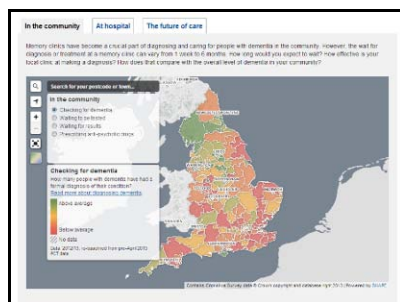 In the community
At hospital
The future of care
Memory clinics have become a crucial part of diagnosing and caring for people with dementia in the community. However, the wait for
diagnosis or treatment at a memory clinic can vary from 1 week to 6 months. How long would you expect to wait? How effective is your
local clinic at making a diagnosis? How does that compare with the overall level of dementia in your community?
Search for your postcode or town...
In the community
Checking for dementia
Waiting to be tested
Waiting for results
Prescribing anti-psychotic drugs
Checking for dementia
How many people with dementia have had a
formal diagnosis of their condition?
Read more about diagnosing dementia.
Above average
Below average
No data